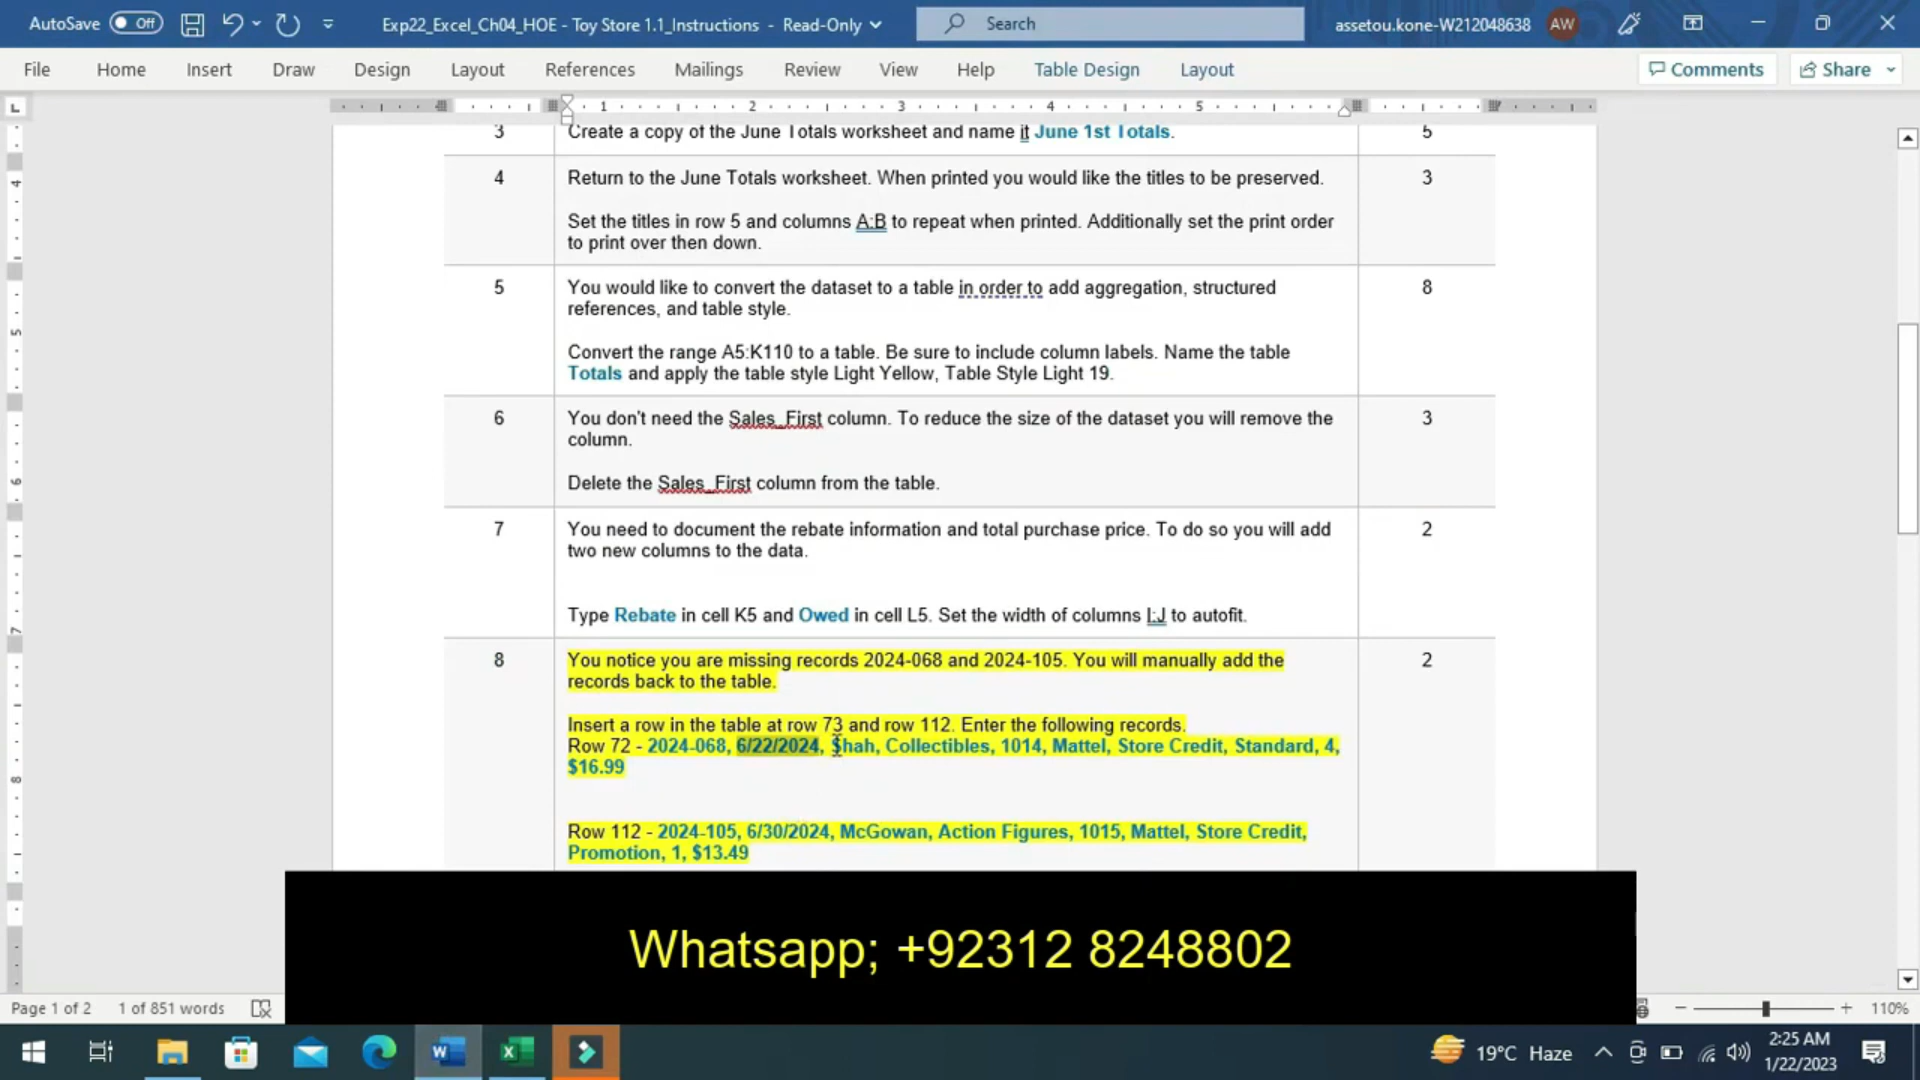 AutoSave Off Exp22_Excel_Ch04_HOE - Toy Store 1.1_Instructions - Read-Only Search assetou.kone-W212048638 AW
File Home Insert Draw Design Layout References Mailings Review View Help Table Design Layout Comments Share
1 2 3 4 5
3 Create a copy of the June Totals worksheet and name it June 1st Totals. 5
4 Return to the June Totals worksheet. When printed you would like the titles to be preserved. 3
Set the titles in row 5 and columns A:B to repeat when printed. Additionally set the print order
to print over then down.
5 You would like to convert the dataset to a table in order to add aggregation, structured 8
references, and table style.
Convert the range A5:K110 to a table. Be sure to include column labels. Name the table
Totals and apply the table style Light Yellow, Table Style Light 19.
6 You don't need the Sales_First column. To reduce the size of the dataset you will remove the 3
column.
Delete the Sales_First column from the table.
7 You need to document the rebate information and total purchase price. To do so you will add 2
two new columns to the data.
Type Rebate in cell K5 and Owed in cell L5. Set the width of columns I:J to autofit.
8 You notice you are missing records 2024-068 and 2024-105. You will manually add the 2
records back to the table.
Insert a row in the table at row 73 and row 112. Enter the following records.
Row 72 - 2024-068, 6/22/2024, Shah, Collectibles, 1014, Mattel, Store Credit, Standard, 4,
$16.99
Row 112 - 2024-105, 6/30/2024, McGowan, Action Figures, 1015, Mattel, Store Credit,
Promotion, 1, $13.49
Whatsapp; +92312 8248802
Page 1 of 2 1 of 851 words 110%
19°C Haze 2:25 AM
1/22/2023